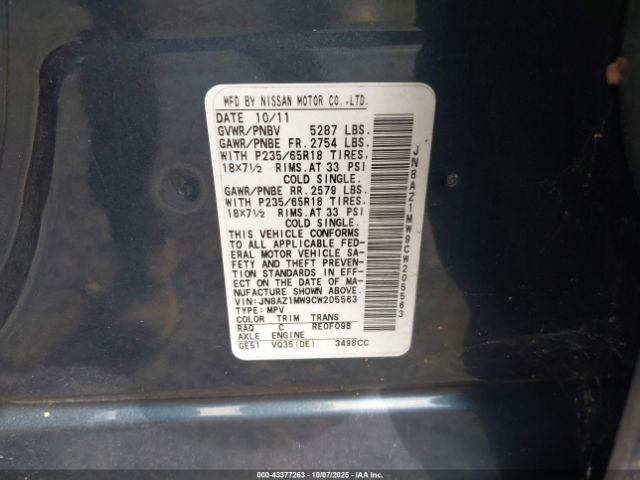 MFD BY NISSAN MOTOR CO.,LTD.
DATE 10/11
GVWR/PNBV 5287 LBS.
GAWR/PNBE FR. 2754 LBS.
WITH P235/65R18 TIRES,
18×7½ RIMS.AT 33 PSI
COLD SINGLE.
GAWR/PNBE RR. 2579 LBS.
WITH P235/65R18 TIRES,
18×7½ RIMS.AT 33 PSI
COLD SINGLE.
THIS VEHICLE CONFORMS
TO ALL APPLICABLE FED-
ERAL MOTOR VEHICLE SA-
FETY AND THEFT PREVEN-
TION STANDARDS IN EFF-
ECT ON THE DATE OF MA-
NUFACTURE SHOWN ABOVE.
VIN: JN8AZ1MW9CW205563
TYPE: MPV
COLOR TRIM TRANS
RAQ C RE0F09B
AXLE ENGINE
GE51 VQ35(DE) 3498CC
JN8AZ1MW9CW205563
000-43377263 - 10/07/2025 - IAA Inc.